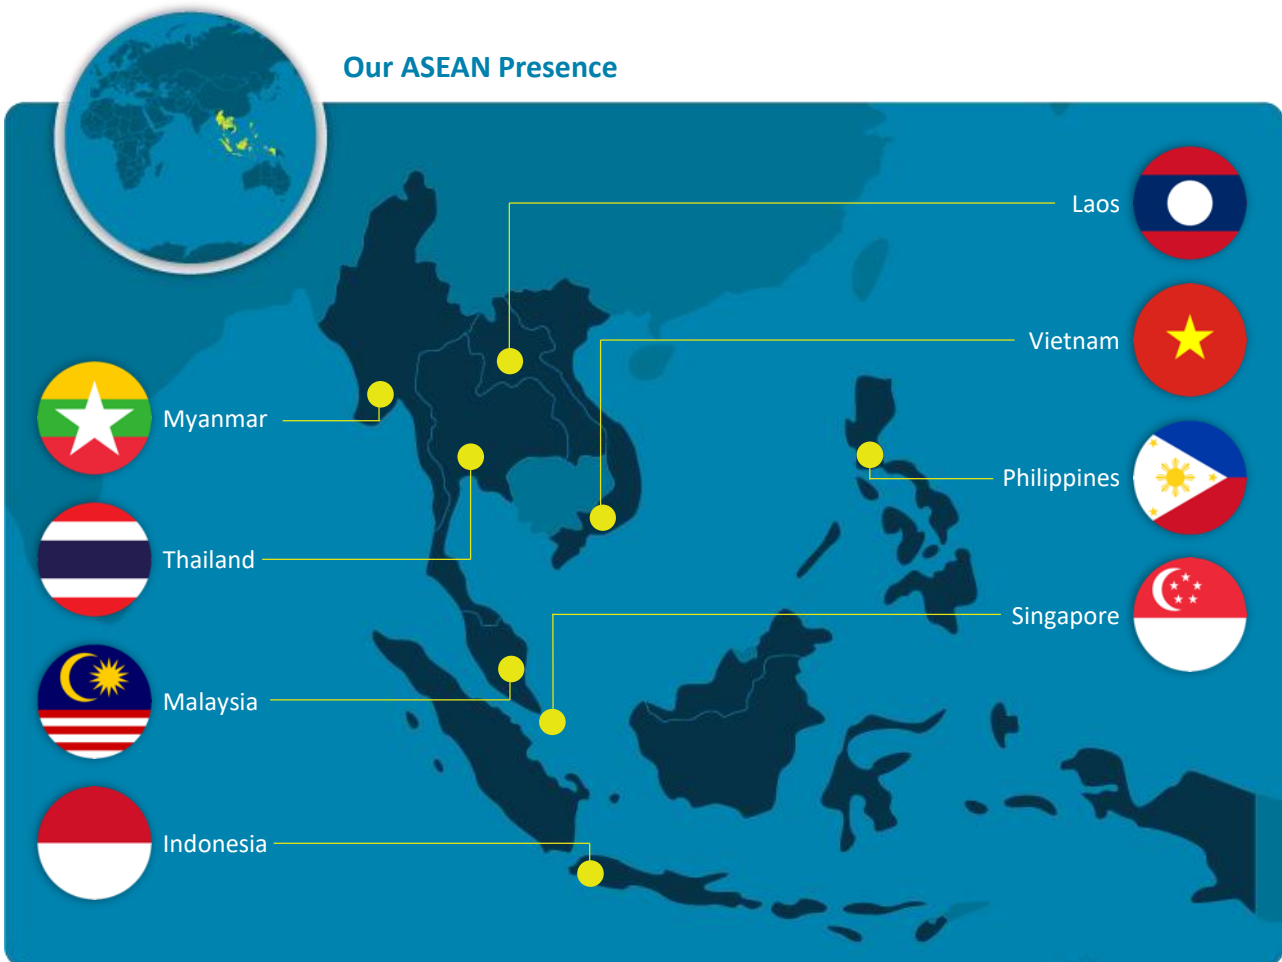 Our ASEAN Presence
Laos
Vietnam
Myanmar
Philippines
Thailand
Singapore
Malaysia
Indonesia